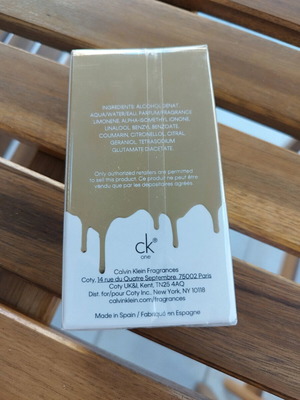 INGREDIENTS: ALCOHOL DENAT.,
AQUA/WATER/EAU, PARFUM/FRAGRANCE,
LIMONENE, ALPHA-ISOMETHYL IONONE,
LINALOOL, BENZYL BENZOATE,
COUMARIN, CITRONELLOL, CITRAL,
GERANIOL, TETRASODIUM
GLUTAMATE DIACETATE.
Only authorized retailers are permitted
to sell this product. Ce produit ne peut être
vendu que par les dépositaires agréés.
ck®
one
Calvin Klein Fragrances
Coty, 14 rue du Quatre Septembre, 75002 Paris
Coty UK&I, Kent, TN25 4AQ
Dist. for/pour Coty Inc., New York, NY 10118
calvinklein.com/fragrances
Made in Spain / Fabriqué en Espagne